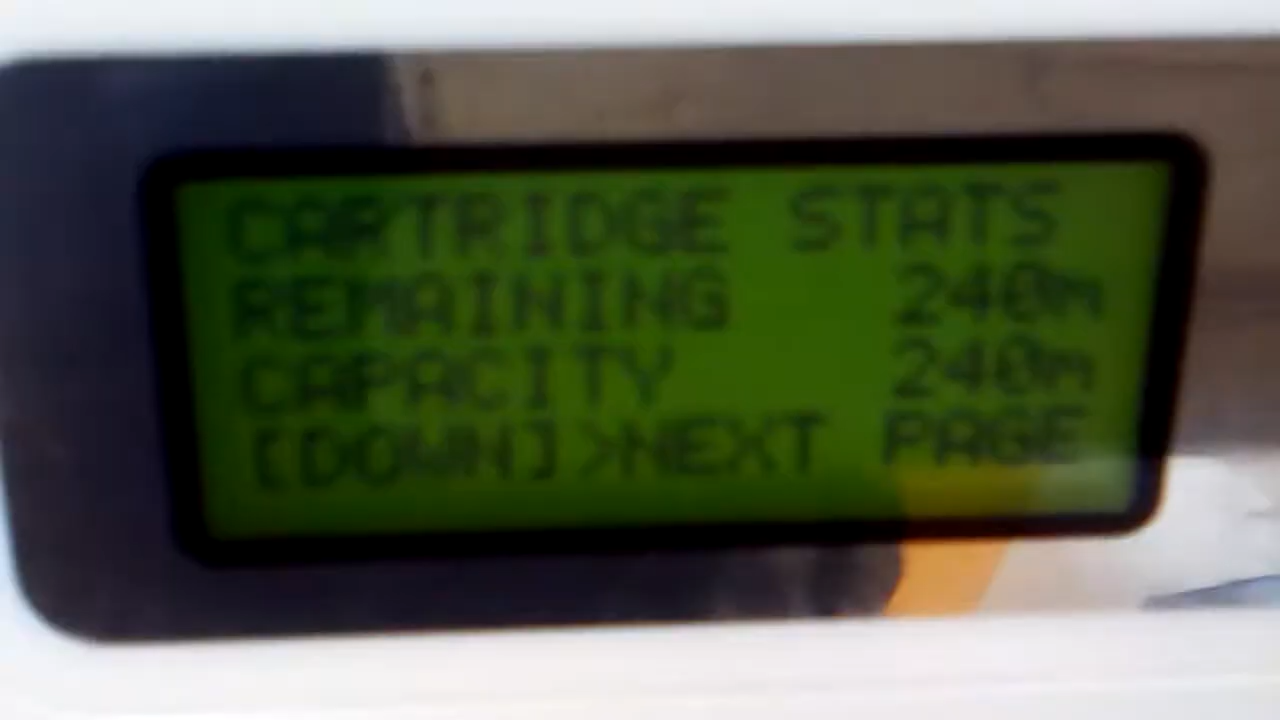 CARTRIDGE STATS
REMAINING 240m
CAPACITY 240m
[DOWN]>NEXT PAGE